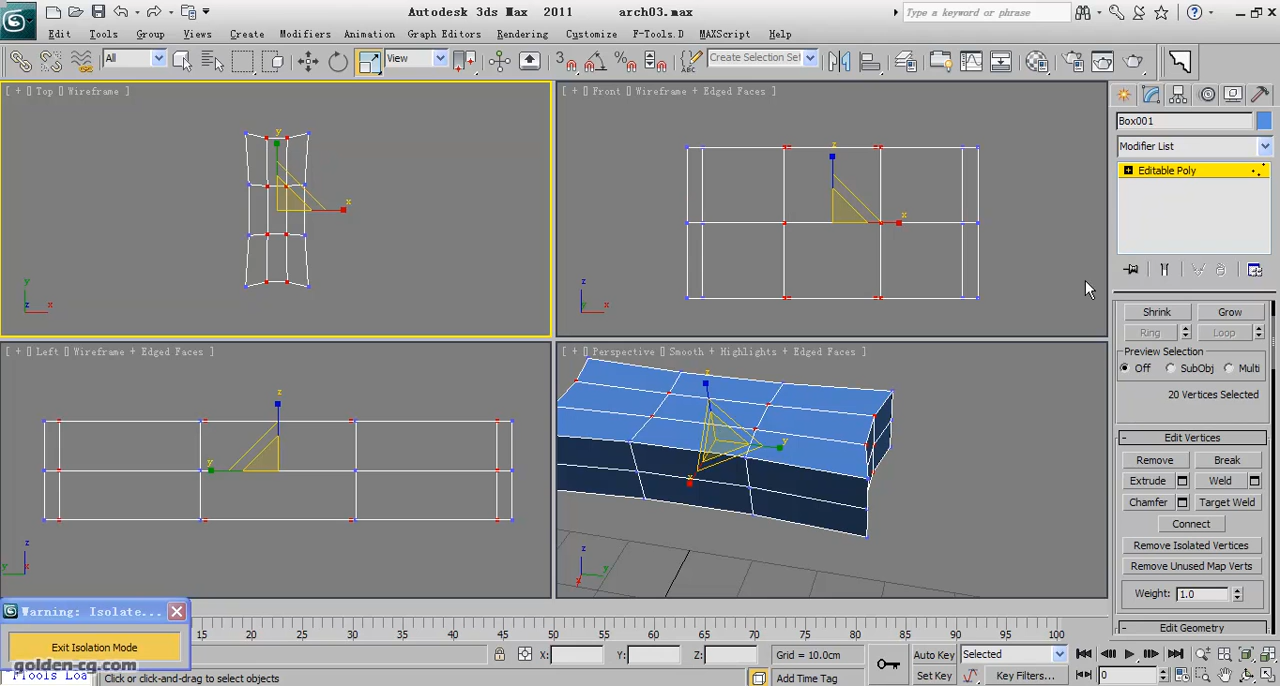 Autodesk 3ds Max 2011 arch03.max
Type a keyword or phrase
Edit Tools Group Views Create Modifiers Animation Graph Editors Rendering Customize F-Tools.D MAXScript Help
All View Create Selection Set
[ + [] Top [] Wireframe ]
[ + [] Front [] Wireframe + Edged Faces ]
Box001
Modifier List
Editable Poly
y
x
y
z x
z
x
z
x
Shrink Grow
Ring Loop
Preview Selection
Off SubObj Multi
20 Vertices Selected
[ + [] Left [] Wireframe + Edged Faces ]
[ + [] Perspective [] Smooth + Highlights + Edged Faces ]
z
y
z
y x
z
y
x
z
y
x
Edit Vertices
Remove Break
Extrude Weld
Chamfer Target Weld
Connect
Remove Isolated Vertices
Remove Unused Map Verts
Weight: 1.0
Edit Geometry
Warning: Isolate...
Exit Isolation Mode
golden-cg.com
15 20 25 30 35 40 45 50 55 60 65 70 75 80 85 90 95 100
X: Y: Z: Grid = 10.0cm
Auto Key Selected
Click or click-and-drag to select objects
Add Time Tag
Set Key Key Filters... 0